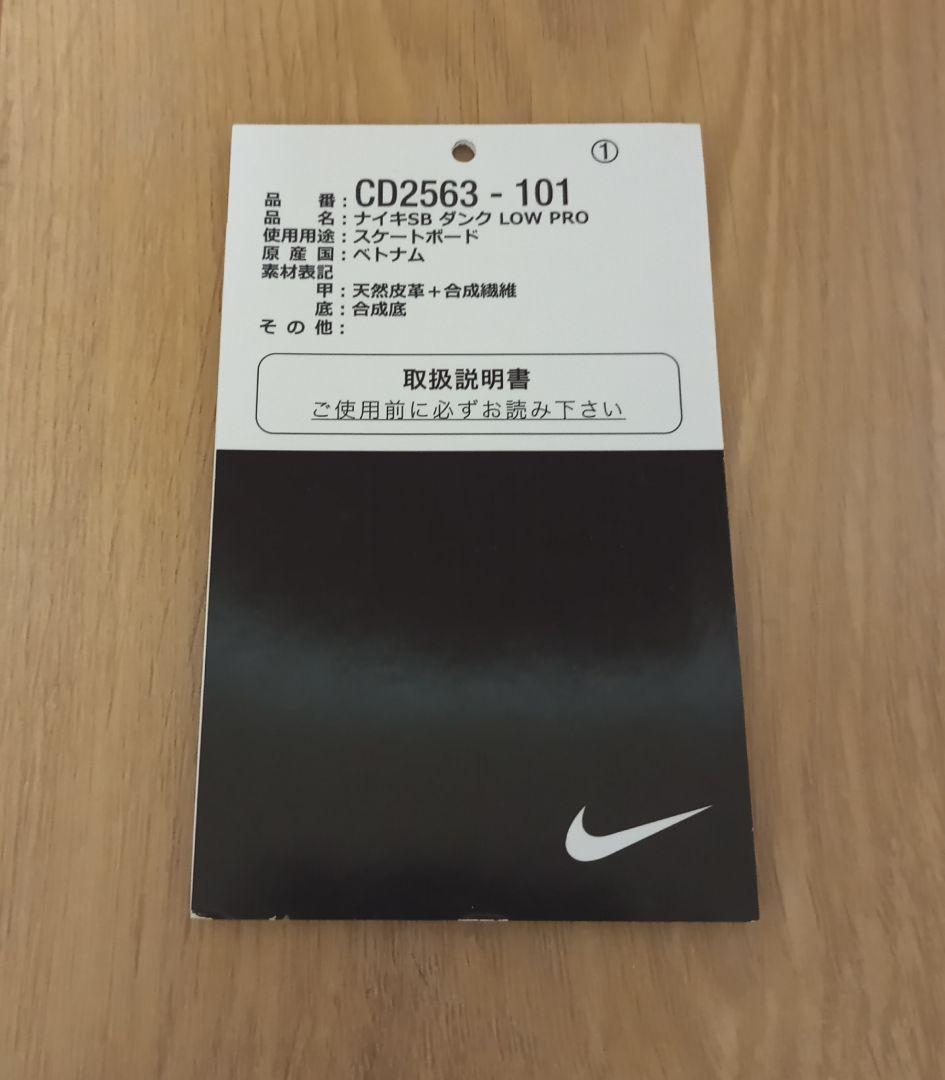 ①
品番：CD2563 - 101
品名：ナイキSB ダンク LOW PRO
使用用途：スケートボード
原産国：ベトナム
素材表記
甲：天然皮革＋合成繊維
底：合成底
その他：
取扱説明書
ご使用前に必ずお読み下さい